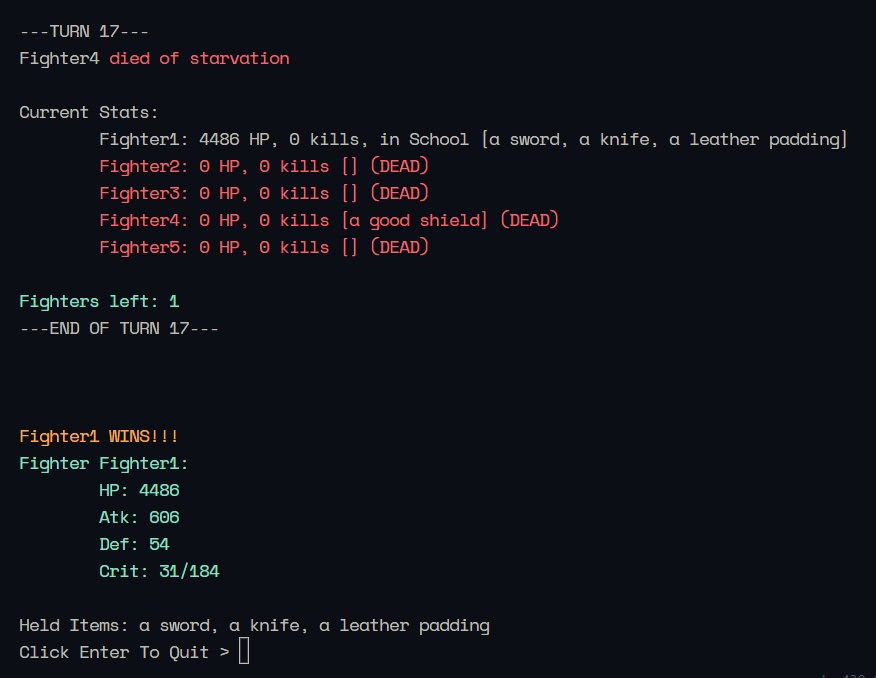 ---TURN 17---
Fighter4 died of starvation
Current Stats:
Fighter1: 4486 HP, 0 kills, in School [a sword, a knife, a leather padding]
Fighter2: 0 HP, 0 kills [] (DEAD)
Fighter3: 0 HP, 0 kills [] (DEAD)
Fighter4: 0 HP, 0 kills [a good shield] (DEAD)
Fighter5: 0 HP, 0 kills [] (DEAD)
Fighters left: 1
---END OF TURN 17---
Fighter1 WINS!!!
Fighter Fighter1:
HP: 4486
Atk: 606
Def: 54
Crit: 31/184
Held Items: a sword, a knife, a leather padding
Click Enter To Quit >